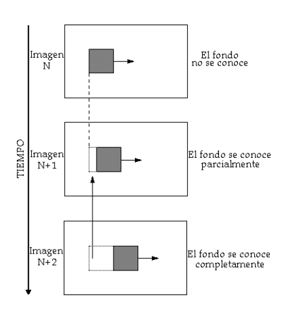 TIEMPO
Imagen
N
El fondo
no se conoce
Imagen
N+1
El fondo se conoce
parcialmente
Imagen
N+2
El fondo se conoce
completamente